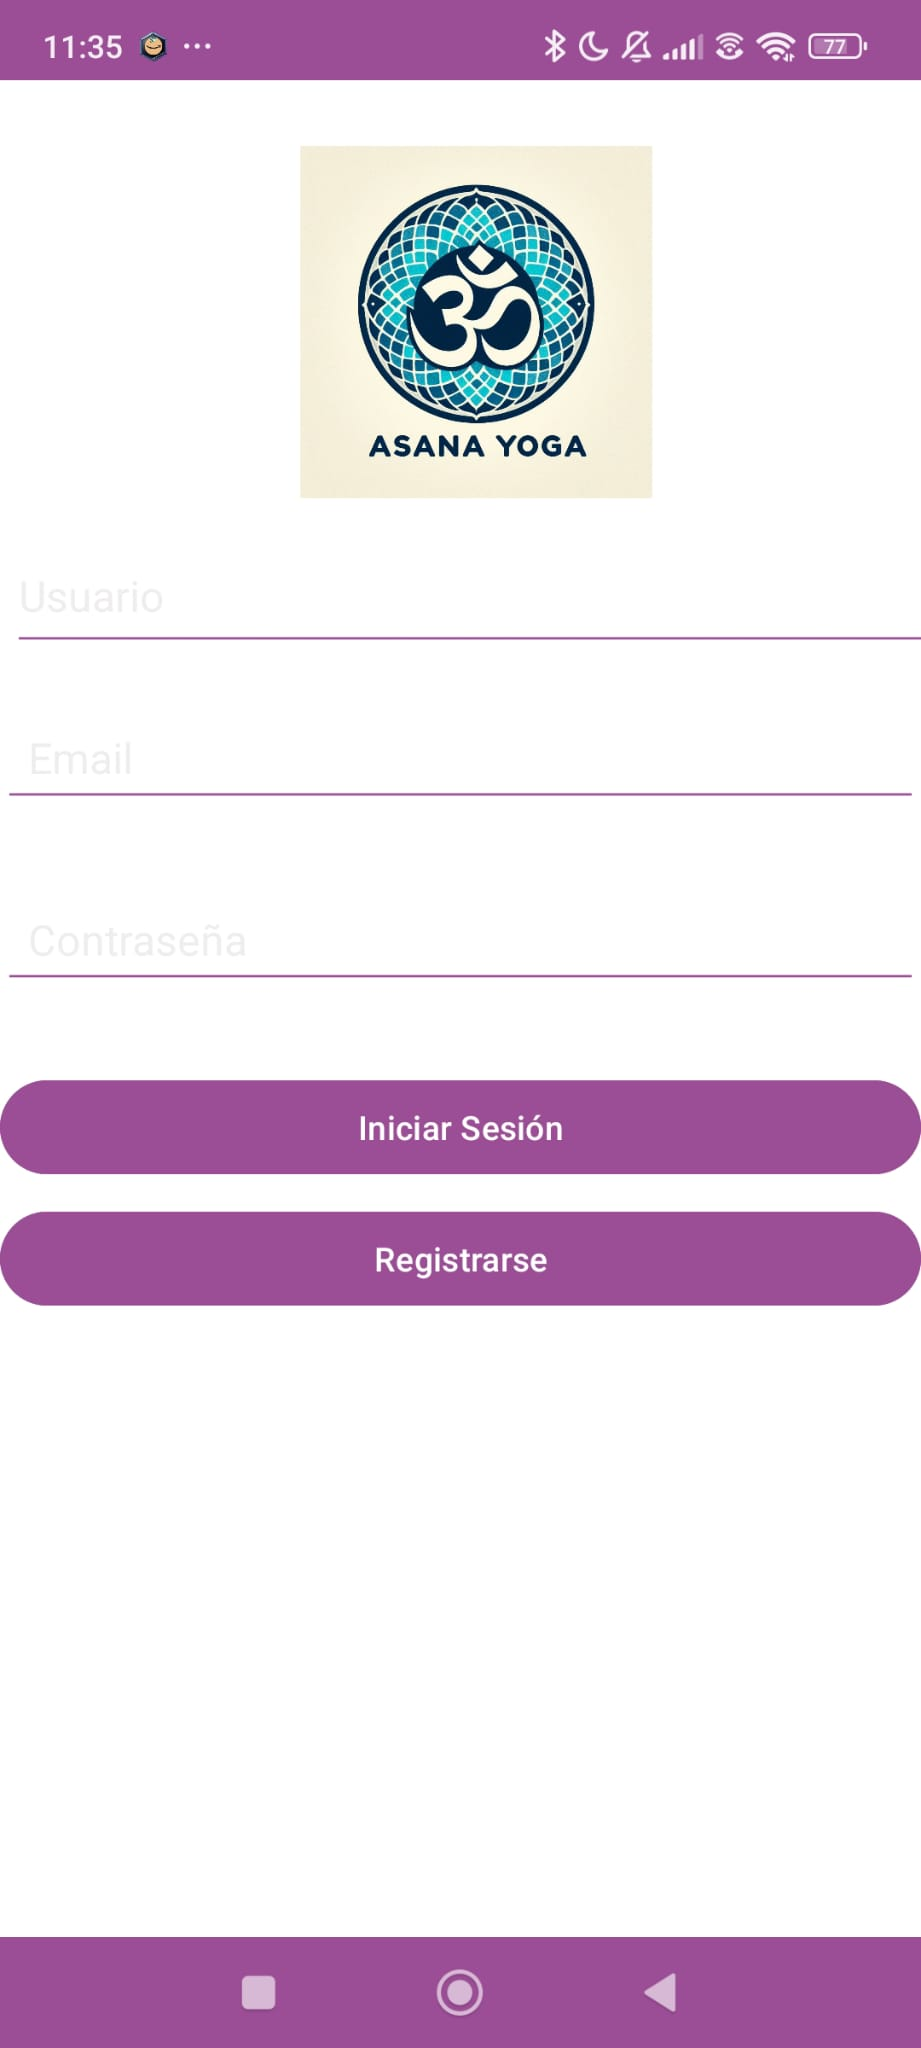 11:35
77
ॐ
ASANA YOGA
Usuario
Email
Contraseña
Iniciar Sesión
Registrarse